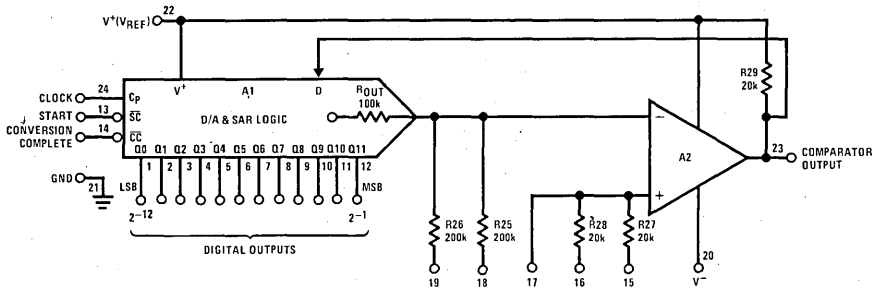 22
V+(VREF)
24
CLOCK
CP
V+
A1
D
ROUT
100k
R29
20k
13
START
SC
D/A & SAR LOGIC
14
CONVERSION
COMPLETE
CC
Q0 Q1 Q2 Q3 Q4 Q5 Q6 Q7 Q8 Q9 Q10 Q11
1 2 3 4 5 6 7 8 9 10 11 12
GND
21
LSB
MSB
2-12
2-1
DIGITAL OUTPUTS
−
A2
+
23
COMPARATOR
OUTPUT
R26
200k
R25
200k
R28
20k
R27
20k
20
19
18
17
16
15
V−